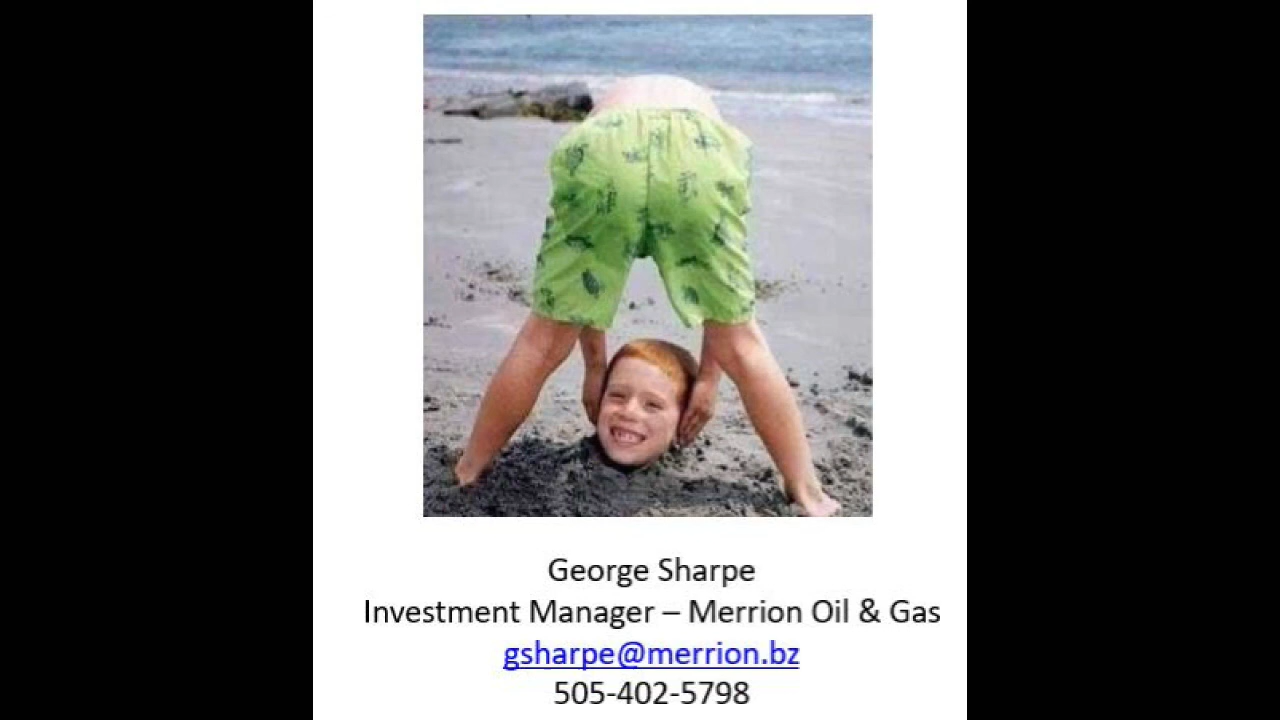 George Sharpe
Investment Manager – Merrion Oil & Gas
gsharpe@merrion.bz
505-402-5798